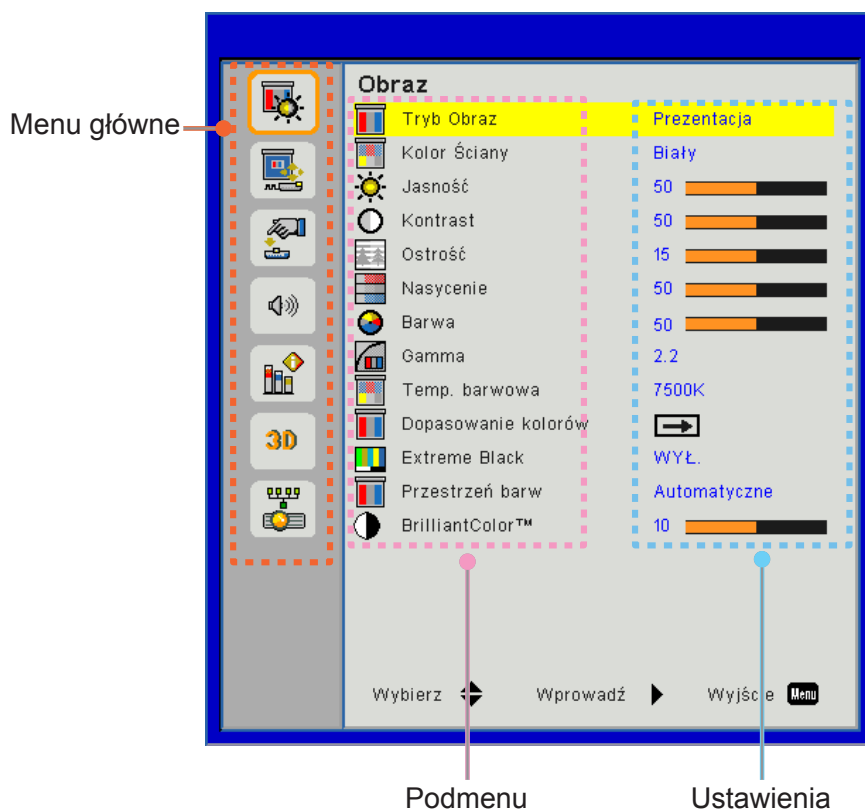 Obraz
Menu główne
Tryb Obraz Prezentacja
Kolor Ściany Biały
Jasność 50
Kontrast 50
Ostrość 15
Nasycenie 50
Barwa 50
Gamma 2.2
Temp. barwowa 7500K
Dopasowanie kolorów
Extreme Black WYŁ.
Przestrzeń barw Automatyczne
BrilliantColor™ 10
3D
Wybierz Wprowadź Wyjście Menu
Podmenu Ustawienia